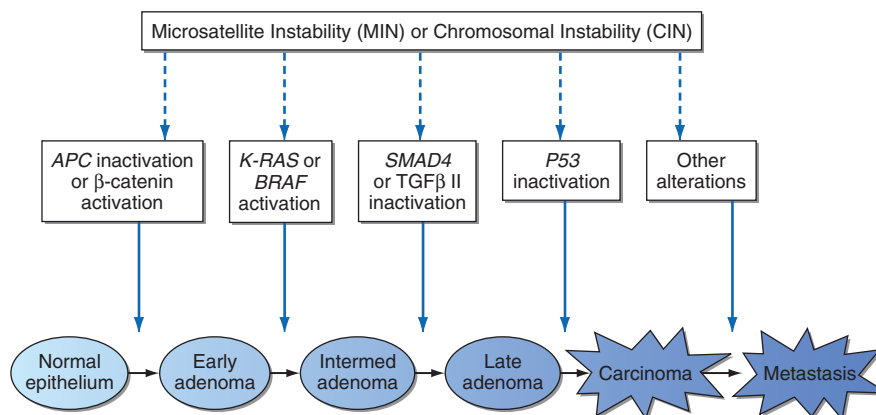 Microsatellite Instability (MIN) or Chromosomal Instability (CIN)
APC inactivation
or β-catenin
activation
K-RAS or
BRAF
activation
SMAD4
or TGFβ II
inactivation
P53
inactivation
Other
alterations
Normal
epithelium
Early
adenoma
Intermed
adenoma
Late
adenoma
Carcinoma
Metastasis